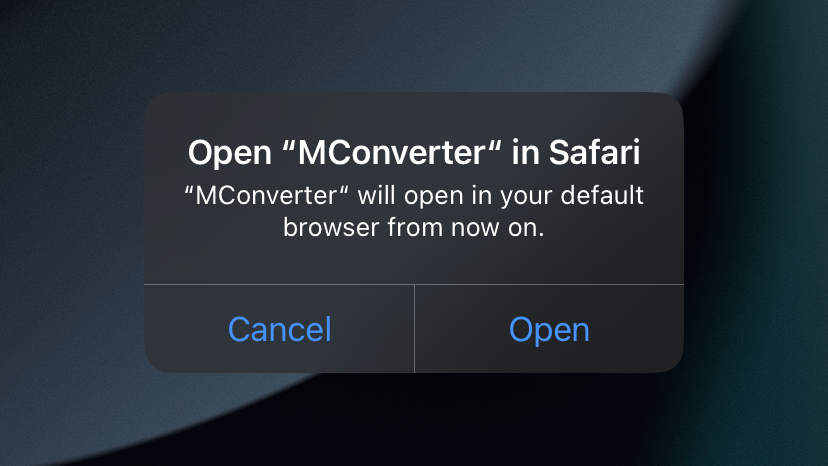 Open “MConverter“ in Safari
“MConverter“ will open in your default
browser from now on.
Cancel
Open